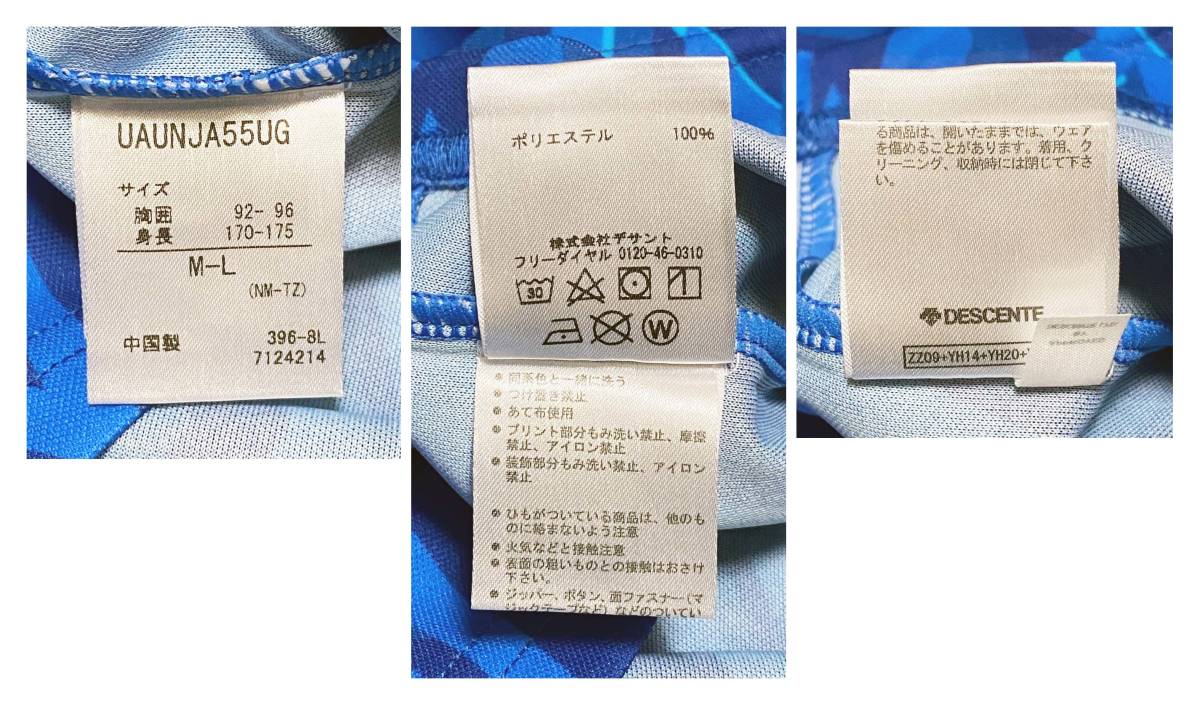 UAUNJA55UG
サイズ
胸囲 92- 96
身長 170-175
M-L
(NM-TZ)
中国製 396-8L
7124214
ポリエステル 100%
株式会社デサント
フリーダイヤル 0120-46-0310
30
W
※ 同系色と一緒に洗う
※ つけ置き禁止
※ あて布使用
※ プリント部分もみ洗い禁止、摩擦
禁止、アイロン禁止
※ 装飾部分もみ洗い禁止、アイロン
禁止
※ ひもがついている商品は、他のも
のに絡まないよう注意
※ 火気などと接触注意
※ 表面の粗いものとの接触はおさけ
下さい。
※ ジッパー、ボタン、面ファスナー(マ
ジックテープなど)などのついてい
る商品は、開いたままでは、ウェア
を傷めることがあります。着用、ク
リーニング、収納時には閉じて下さ
い。
DESCENTE
ZZ09+YH14+YH20+